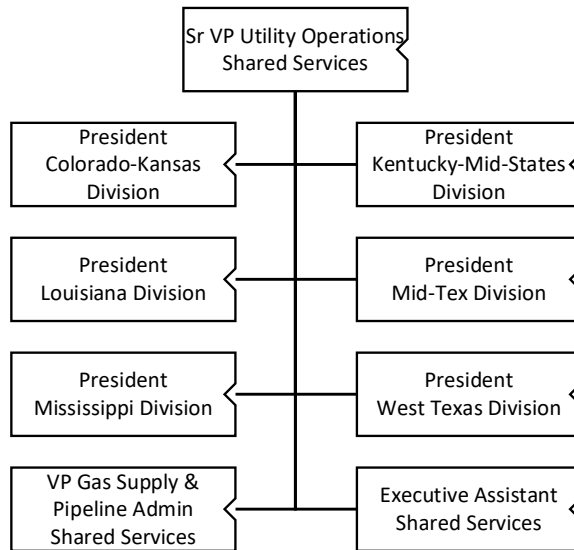 Sr VP Utility Operations
Shared Services
President
Colorado-Kansas
Division
President
Kentucky-Mid-States
Division
President
Louisiana Division
President
Mid-Tex Division
President
Mississippi Division
President
West Texas Division
VP Gas Supply &
Pipeline Admin
Shared Services
Executive Assistant
Shared Services